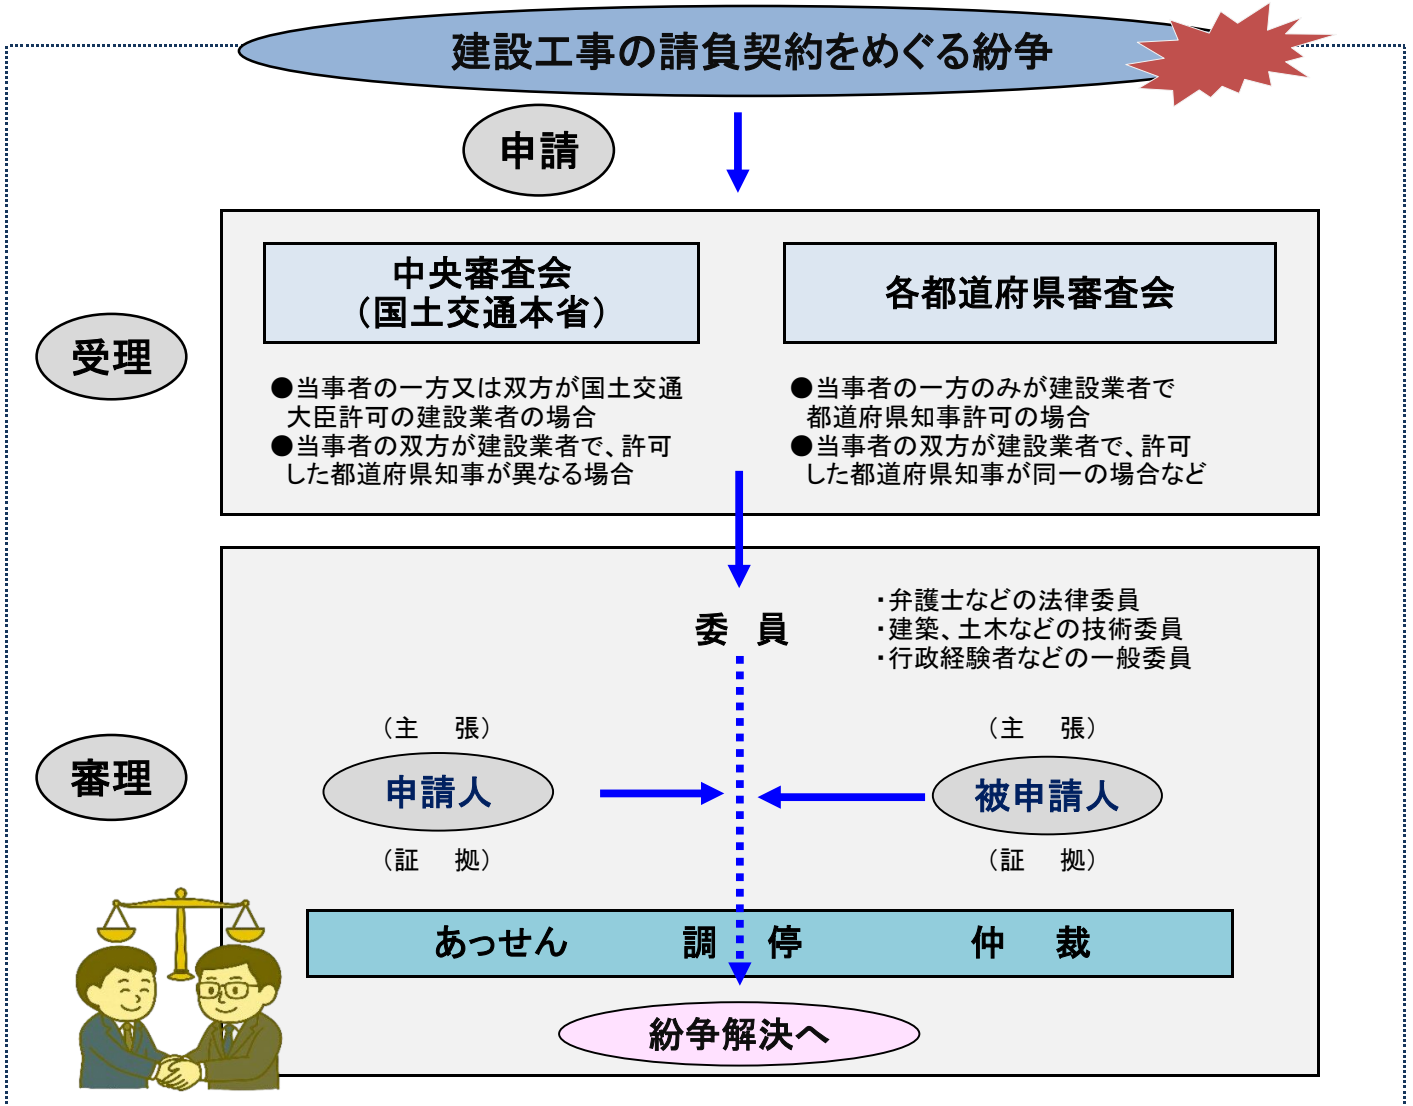 建設工事の請負契約をめぐる紛争
申請
受理
中央審査会
（国土交通本省）
●当事者の一方又は双方が国土交通
大臣許可の建設業者の場合
●当事者の双方が建設業者で、許可
した都道府県知事が異なる場合
各都道府県審査会
●当事者の一方のみが建設業者で
都道府県知事許可の場合
●当事者の双方が建設業者で、許可
した都道府県知事が同一の場合など
審理
委　員
・弁護士などの法律委員
・建築、土木などの技術委員
・行政経験者などの一般委員
（主　張）
申請人
（証　拠）
（主　張）
被申請人
（証　拠）
あっせん　調　停　仲　裁
紛争解決へ